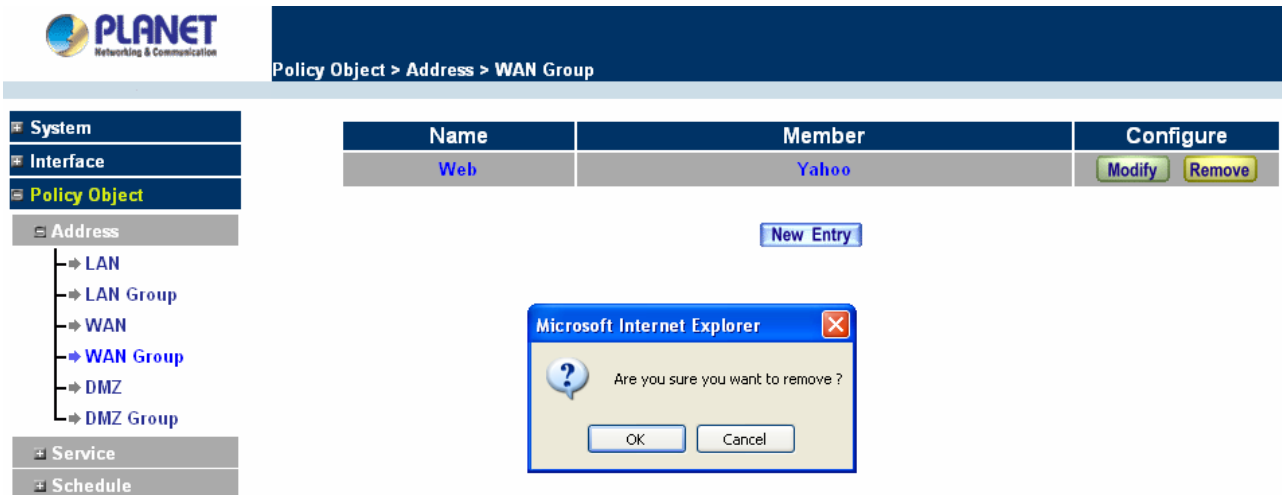 PLANET
Networking & Communication
Policy Object > Address > WAN Group
System
Interface
Policy Object
Address
LAN
LAN Group
WAN
WAN Group
DMZ
DMZ Group
Service
Schedule
Name Member Configure
Web Yahoo Modify Remove
New Entry
Microsoft Internet Explorer
Are you sure you want to remove ?
OK Cancel